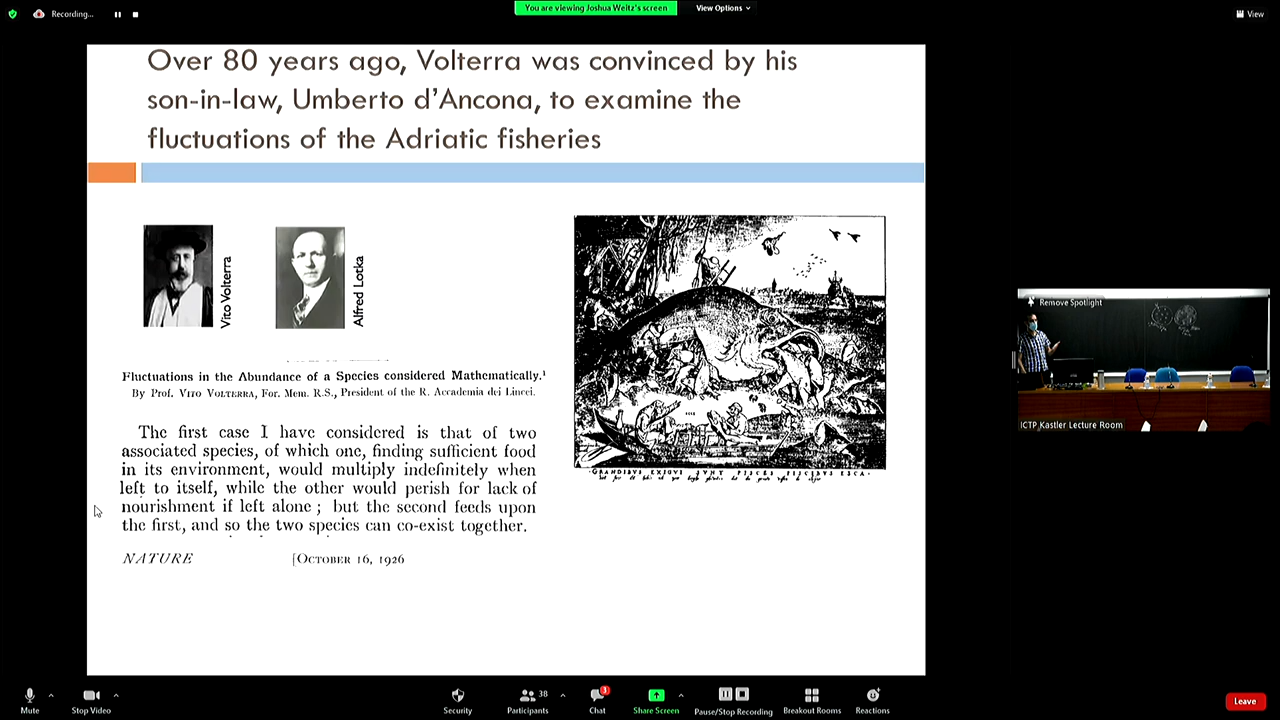 Recording...
You are viewing Joshua Weitz's screen
View Options
View
Over 80 years ago, Volterra was convinced by his
son-in-law, Umberto d'Ancona, to examine the
fluctuations of the Adriatic fisheries
Vito Volterra
Alfred Lotka
Fluctuations in the Abundance of a Species considered Mathematically.¹
By Prof. VITO VOLTERRA, For. Mem. R.S., President of the R. Accademia dei Lincei.
The first case I have considered is that of two
associated species, of which one, finding sufficient food
in its environment, would multiply indefinitely when
left to itself, while the other would perish for lack of
nourishment if left alone ; but the second feeds upon
the first, and so the two species can co-exist together.
NATURE [OCTOBER 16, 1926
GRANDIBVS EXIGVI SVNT PISCES PISCIBVS ESCA
Remove Spotlight
ICTP Kastler Lecture Room
Mute
Stop Video
Security
38
Participants
3
Chat
Share Screen
Pause/Stop Recording
Breakout Rooms
Reactions
Leave